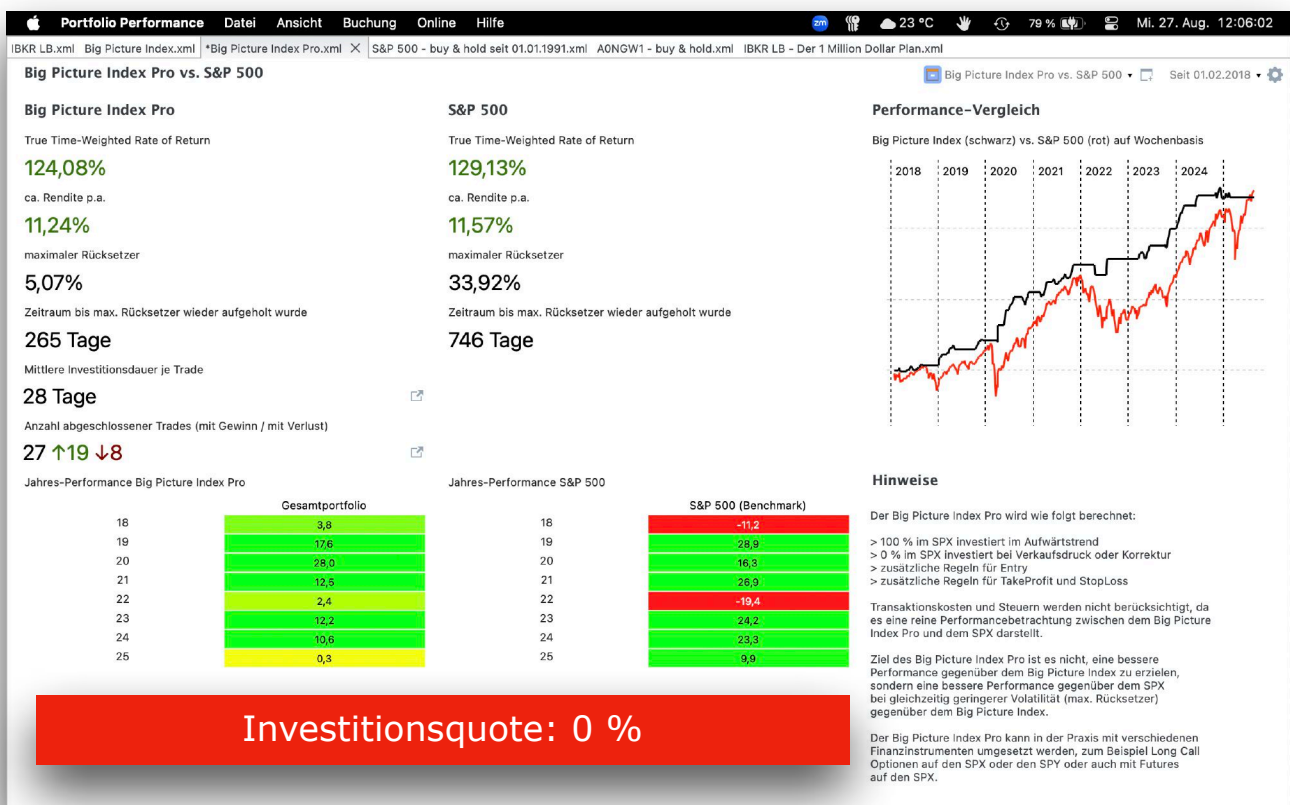 Portfolio Performance Datei Ansicht Buchung Online Hilfe zm 23 °C 79 % Mi. 27. Aug. 12:06:02
IBKR LB.xml Big Picture Index.xml *Big Picture Index Pro.xml S&P 500 - buy & hold seit 01.01.1991.xml A0NGW1 - buy & hold.xml IBKR LB - Der 1 Million Dollar Plan.xml
Big Picture Index Pro vs. S&P 500
Big Picture Index Pro vs. S&P 500 Seit 01.02.2018
Big Picture Index Pro
True Time-Weighted Rate of Return
124,08%
ca. Rendite p.a.
11,24%
maximaler Rücksetzer
5,07%
Zeitraum bis max. Rücksetzer wieder aufgeholt wurde
265 Tage
Mittlere Investitionsdauer je Trade
28 Tage
Anzahl abgeschlossener Trades (mit Gewinn / mit Verlust)
27 ↑19 ↓8
Jahres-Performance Big Picture Index Pro
Gesamtportfolio
18 3,8
19 17,6
20 28,0
21 12,5
22 2,4
23 12,2
24 10,6
25 0,3
S&P 500
True Time-Weighted Rate of Return
129,13%
ca. Rendite p.a.
11,57%
maximaler Rücksetzer
33,92%
Zeitraum bis max. Rücksetzer wieder aufgeholt wurde
746 Tage
Jahres-Performance S&P 500
S&P 500 (Benchmark)
18 -11,2
19 28,9
20 16,3
21 26,9
22 -19,4
23 24,2
24 23,3
25 9,9
Investitionsquote: 0 %
Performance-Vergleich
Big Picture Index (schwarz) vs. S&P 500 (rot) auf Wochenbasis
2018 2019 2020 2021 2022 2023 2024
Hinweise
Der Big Picture Index Pro wird wie folgt berechnet:
> 100 % im SPX investiert im Aufwärtstrend
> 0 % im SPX investiert bei Verkaufsdruck oder Korrektur
> zusätzliche Regeln für Entry
> zusätzliche Regeln für TakeProfit und StopLoss
Transaktionskosten und Steuern werden nicht berücksichtigt, da
es eine reine Performancebetrachtung zwischen dem Big Picture
Index Pro und dem SPX darstellt.
Ziel des Big Picture Index Pro ist es nicht, eine bessere
Performance gegenüber dem Big Picture Index zu erzielen,
sondern eine bessere Performance gegenüber dem SPX
bei gleichzeitig geringerer Volatilität (max. Rücksetzer)
gegenüber dem Big Picture Index.
Der Big Picture Index Pro kann in der Praxis mit verschiedenen
Finanzinstrumenten umgesetzt werden, zum Beispiel Long Call
Optionen auf den SPX oder den SPY oder auch mit Futures
auf den SPX.